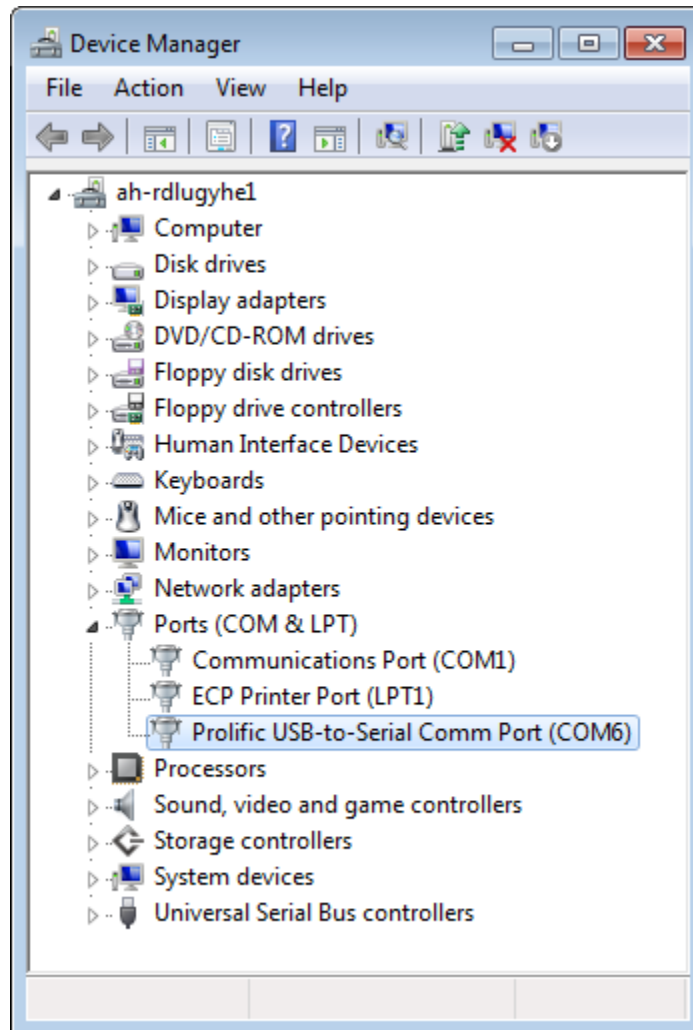 Device Manager
File Action View Help
ah-rdlugyhe1
Computer
Disk drives
Display adapters
DVD/CD-ROM drives
Floppy disk drives
Floppy drive controllers
Human Interface Devices
Keyboards
Mice and other pointing devices
Monitors
Network adapters
Ports (COM & LPT)
Communications Port (COM1)
ECP Printer Port (LPT1)
Prolific USB-to-Serial Comm Port (COM6)
Processors
Sound, video and game controllers
Storage controllers
System devices
Universal Serial Bus controllers